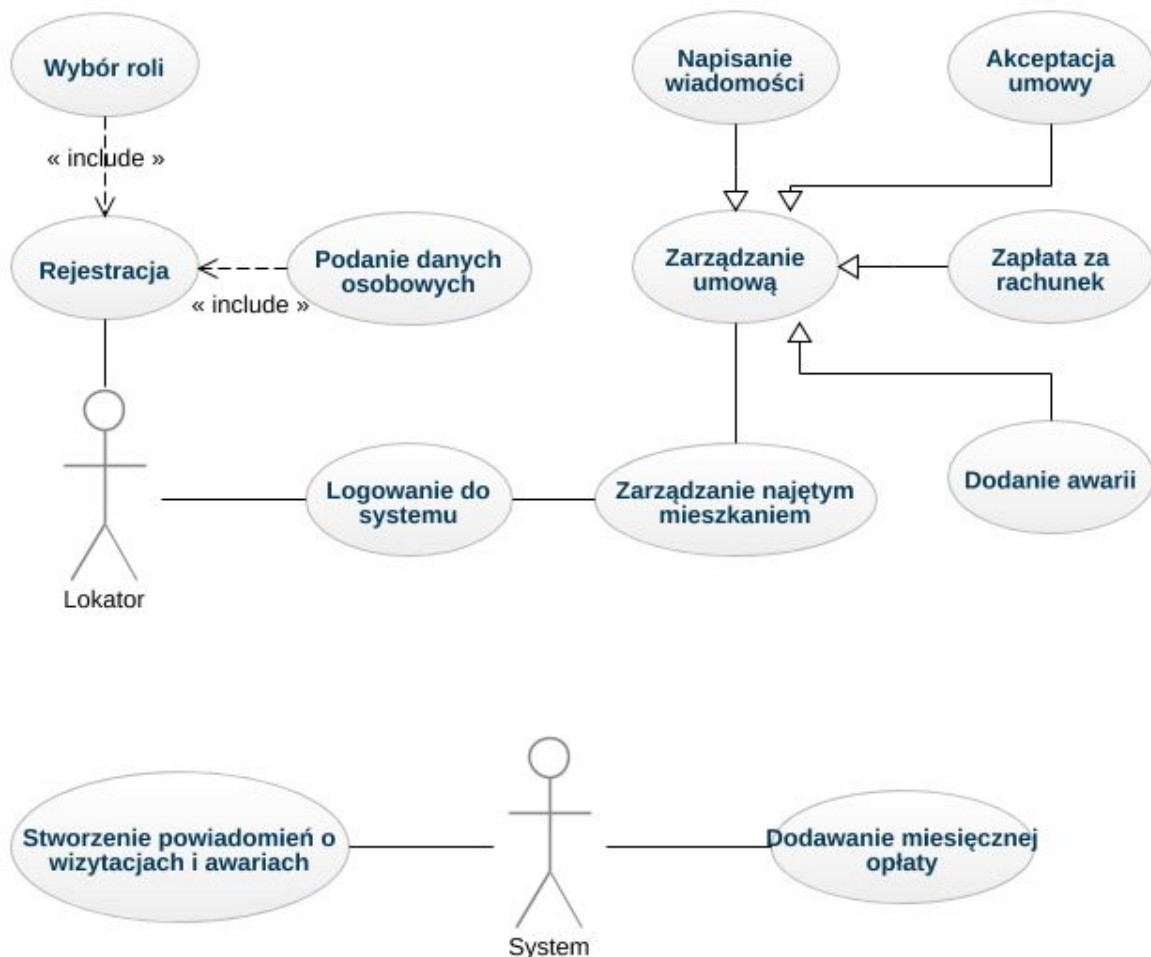 Wybór roli
Napisanie
wiadomości
Akceptacja
umowy
« include »
Rejestracja
Podanie danych
osobowych
« include »
Zarządzanie
umową
Zapłata za
rachunek
Logowanie do
systemu
Zarządzanie najętym
mieszkaniem
Dodanie awarii
Lokator
Stworzenie powiadomień o
wizytacjach i awariach
Dodawanie miesięcznej
opłaty
System